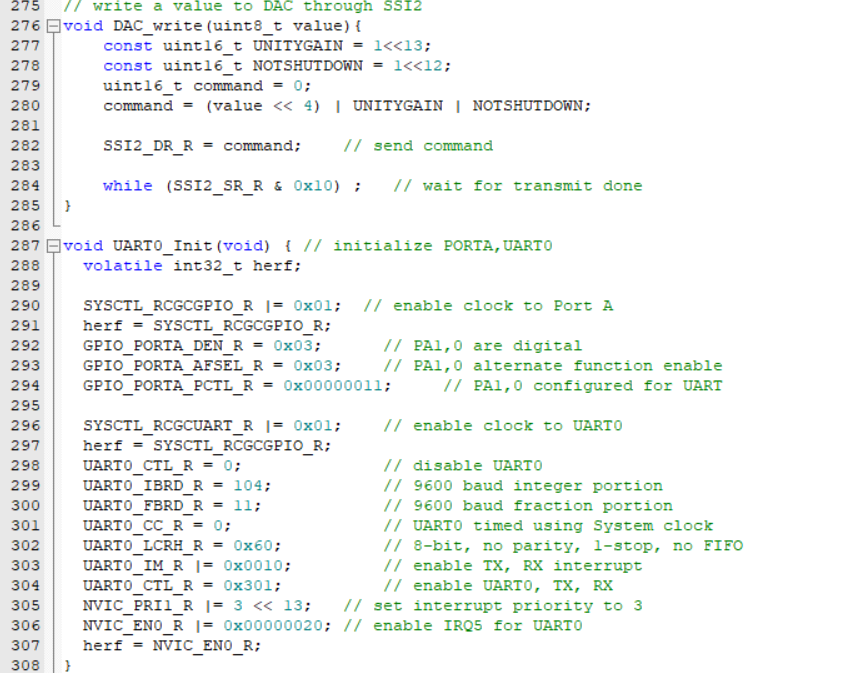 275 // write a value to DAC through SSI2
276 void DAC_write(uint8_t value){
277     const uint16_t UNITYGAIN = 1<<13;
278     const uint16_t NOTSHUTDOWN = 1<<12;
279     uint16_t command = 0;
280     command = (value << 4) | UNITYGAIN | NOTSHUTDOWN;
281
282     SSI2_DR_R = command;    // send command
283
284     while (SSI2_SR_R & 0x10) ;   // wait for transmit done
285 }
286
287 void UART0_Init(void) { // initialize PORTA,UART0
288   volatile int32_t herf;
289
290   SYSCTL_RCGCGPIO_R |= 0x01;  // enable clock to Port A
291   herf = SYSCTL_RCGCGPIO_R;
292   GPIO_PORTA_DEN_R = 0x03;      // PA1,0 are digital
293   GPIO_PORTA_AFSEL_R = 0x03;    // PA1,0 alternate function enable
294   GPIO_PORTA_PCTL_R = 0x00000011;     // PA1,0 configured for UART
295
296   SYSCTL_RCGCUART_R |= 0x01;    // enable clock to UART0
297   herf = SYSCTL_RCGCGPIO_R;
298   UART0_CTL_R = 0;              // disable UART0
299   UART0_IBRD_R = 104;           // 9600 baud integer portion
300   UART0_FBRD_R = 11;            // 9600 baud fraction portion
301   UART0_CC_R = 0;               // UART0 timed using System clock
302   UART0_LCRH_R = 0x60;          // 8-bit, no parity, 1-stop, no FIFO
303   UART0_IM_R |= 0x0010;         // enable TX, RX interrupt
304   UART0_CTL_R = 0x301;          // enable UART0, TX, RX
305   NVIC_PRI1_R |= 3 << 13;   // set interrupt priority to 3
306   NVIC_EN0_R |= 0x00000020; // enable IRQ5 for UART0
307   herf = NVIC_EN0_R;
308 }